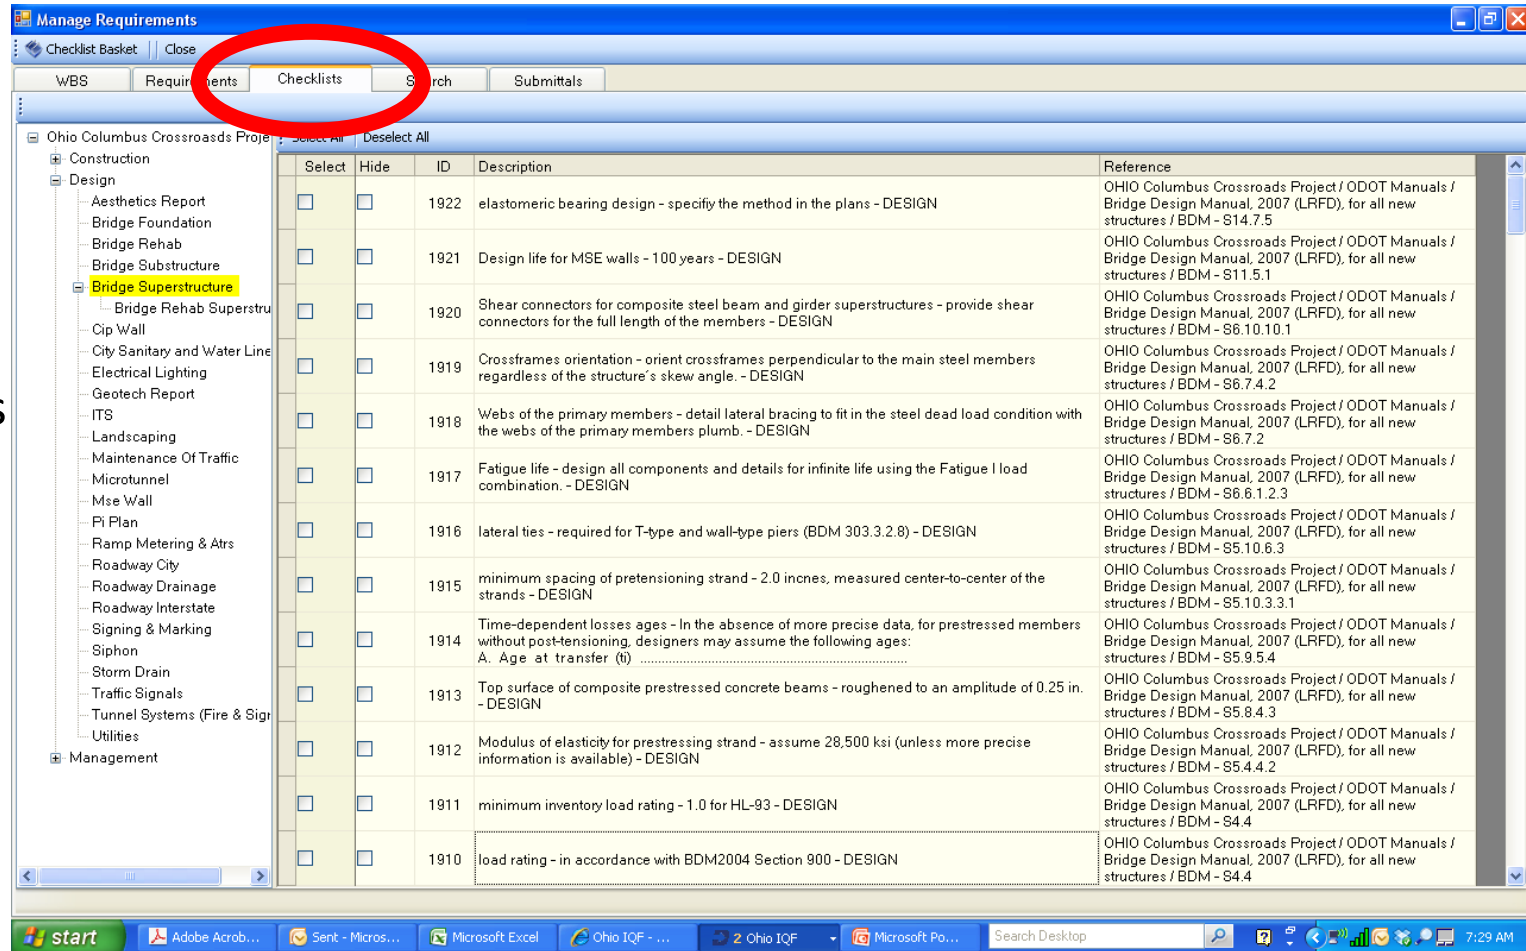 Manage Requirements
Checklist Basket Close
WBS Requirements Checklists Search Submittals
Ohio Columbus Crossroasds Proje
Construction
Design
Aesthetics Report
Bridge Foundation
Bridge Rehab
Bridge Substructure
Bridge Superstructure
Bridge Rehab Superstru
Cip Wall
City Sanitary and Water Line
Electrical Lighting
Geotech Report
ITS
Landscaping
Maintenance Of Traffic
Microtunnel
Mse Wall
Pi Plan
Ramp Metering & Atrs
Roadway City
Roadway Drainage
Roadway Interstate
Signing & Marking
Siphon
Storm Drain
Traffic Signals
Tunnel Systems (Fire & Sigr
Utilities
Management
s
Select All Deselect All
Select Hide ID Description Reference
1922 elastomeric bearing design - specify the method in the plans - DESIGN
OHIO Columbus Crossroads Project / ODOT Manuals /
Bridge Design Manual, 2007 (LRFD), for all new
structures / BDM - S14.7.5
1921 Design life for MSE walls - 100 years - DESIGN
OHIO Columbus Crossroads Project / ODOT Manuals /
Bridge Design Manual, 2007 (LRFD), for all new
structures / BDM - S11.5.1
1920 Shear connectors for composite steel beam and girder superstructures - provide shear
connectors for the full length of the members - DESIGN
OHIO Columbus Crossroads Project / ODOT Manuals /
Bridge Design Manual, 2007 (LRFD), for all new
structures / BDM - S6.10.10.1
1919 Crossframes orientation - orient crossframes perpendicular to the main steel members
regardless of the structure's skew angle. - DESIGN
OHIO Columbus Crossroads Project / ODOT Manuals /
Bridge Design Manual, 2007 (LRFD), for all new
structures / BDM - S6.7.4.2
1918 Webs of the primary members - detail lateral bracing to fit in the steel dead load condition with
the webs of the primary members plumb. - DESIGN
OHIO Columbus Crossroads Project / ODOT Manuals /
Bridge Design Manual, 2007 (LRFD), for all new
structures / BDM - S6.7.2
1917 Fatigue life - design all components and details for infinite life using the Fatigue I load
combination. - DESIGN
OHIO Columbus Crossroads Project / ODOT Manuals /
Bridge Design Manual, 2007 (LRFD), for all new
structures / BDM - S6.6.1.2.3
1916 lateral ties - required for T-type and wall-type piers (BDM 303.3.2.8) - DESIGN
OHIO Columbus Crossroads Project / ODOT Manuals /
Bridge Design Manual, 2007 (LRFD), for all new
structures / BDM - S5.10.6.3
1915 minimum spacing of pretensioning strand - 2.0 incnes, measured center-to-center of the
strands - DESIGN
OHIO Columbus Crossroads Project / ODOT Manuals /
Bridge Design Manual, 2007 (LRFD), for all new
structures / BDM - S5.10.3.3.1
1914 Time-dependent losses ages - In the absence of more precise data, for prestressed members
without post-tensioning, designers may assume the following ages:
A. Age at transfer (ti) ......................................................................
OHIO Columbus Crossroads Project / ODOT Manuals /
Bridge Design Manual, 2007 (LRFD), for all new
structures / BDM - S5.9.5.4
1913 Top surface of composite prestressed concrete beams - roughened to an amplitude of 0.25 in.
- DESIGN
OHIO Columbus Crossroads Project / ODOT Manuals /
Bridge Design Manual, 2007 (LRFD), for all new
structures / BDM - S5.8.4.3
1912 Modulus of elasticity for prestressing strand - assume 28,500 ksi (unless more precise
information is available) - DESIGN
OHIO Columbus Crossroads Project / ODOT Manuals /
Bridge Design Manual, 2007 (LRFD), for all new
structures / BDM - S5.4.4.2
1911 minimum inventory load rating - 1.0 for HL-93 - DESIGN
OHIO Columbus Crossroads Project / ODOT Manuals /
Bridge Design Manual, 2007 (LRFD), for all new
structures / BDM - S4.4
1910 load rating - in accordance with BDM2004 Section 900 - DESIGN
OHIO Columbus Crossroads Project / ODOT Manuals /
Bridge Design Manual, 2007 (LRFD), for all new
structures / BDM - S4.4
start Adobe Acrob... Sent - Micros... Microsoft Excel Ohio IQF - ... 2 Ohio IQF Microsoft Po... Search Desktop 7:29 AM